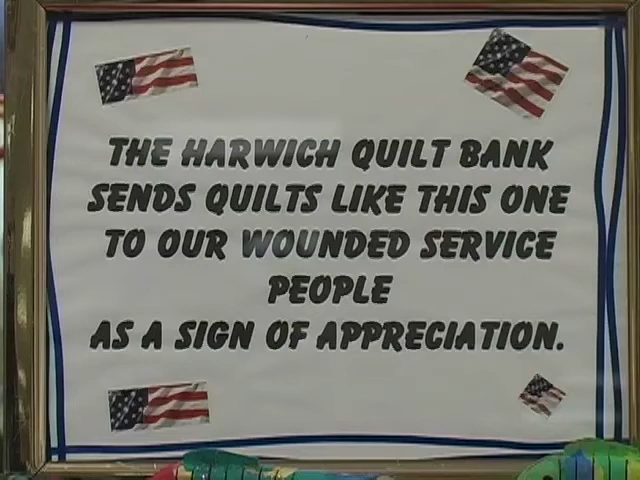 THE HARWICH QUILT BANK
SENDS QUILTS LIKE THIS ONE
TO OUR WOUNDED SERVICE
PEOPLE
AS A SIGN OF APPRECIATION.